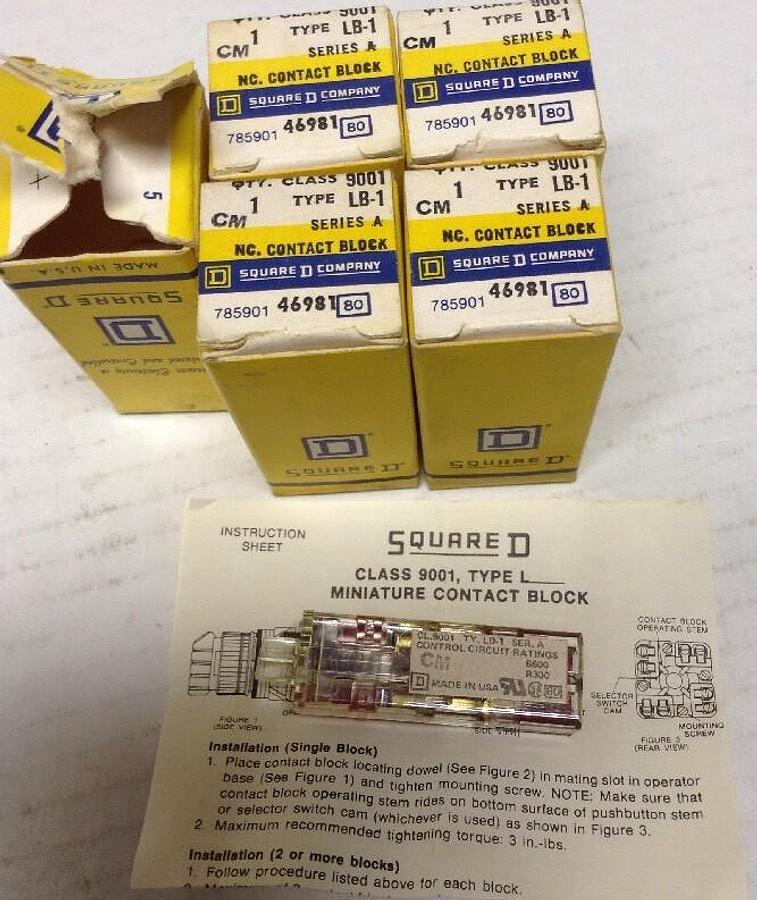 QTY. CLASS 9001
CM 1 TYPE LB-1
SERIES A
NC. CONTACT BLOCK
D SQUARE D COMPANY
785901 46981 80
QTY. CLASS 9001
CM 1 TYPE LB-1
SERIES A
NC. CONTACT BLOCK
D SQUARE D COMPANY
785901 46981 80
5
MADE IN U.S.A.
SQUARE D
D
QTY. CLASS 9001
CM 1 TYPE LB-1
SERIES A
NC. CONTACT BLOCK
D SQUARE D COMPANY
785901 46981 80
D
SQUARE D
QTY. CLASS 9001
CM 1 TYPE LB-1
SERIES A
NC. CONTACT BLOCK
D SQUARE D COMPANY
785901 46981 80
D
SQUARE D
INSTRUCTION
SHEET
SQUARE D
CLASS 9001, TYPE L___
MINIATURE CONTACT BLOCK
CL.9001 TY. LB-1 SER. A
CONTROL CIRCUIT RATINGS
CM 6600
R300
D MADE IN USA 80
CONTACT BLOCK
OPERATING STEM
SELECTOR
SWITCH
CAM
MOUNTING
SCREW
FIGURE 3
(REAR VIEW)
FIGURE 1
(SIDE VIEW)
(SIDE VIEW)
Installation (Single Block)
1. Place contact block locating dowel (See Figure 2) in mating slot in operator
base (See Figure 1) and tighten mounting screw. NOTE: Make sure that
contact block operating stem rides on bottom surface of pushbutton stem
or selector switch cam (whichever is used) as shown in Figure 3.
2. Maximum recommended tightening torque: 3 in.-lbs.
Installation (2 or more blocks)
1. Follow procedure listed above for each block.